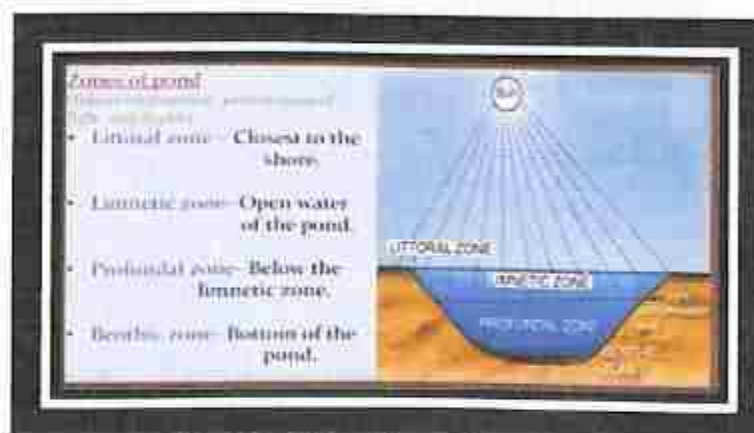 Zones of pond
• Littoral zone- Closest to the
shore.
• Limnetic zone- Open water
of the pond.
• Profundal zone- Below the
limnetic zone.
• Benthic zone- Bottom of the
pond.
Sun
LITTORAL ZONE
IMNETIC ZONE
PROFUNDAL ZONE